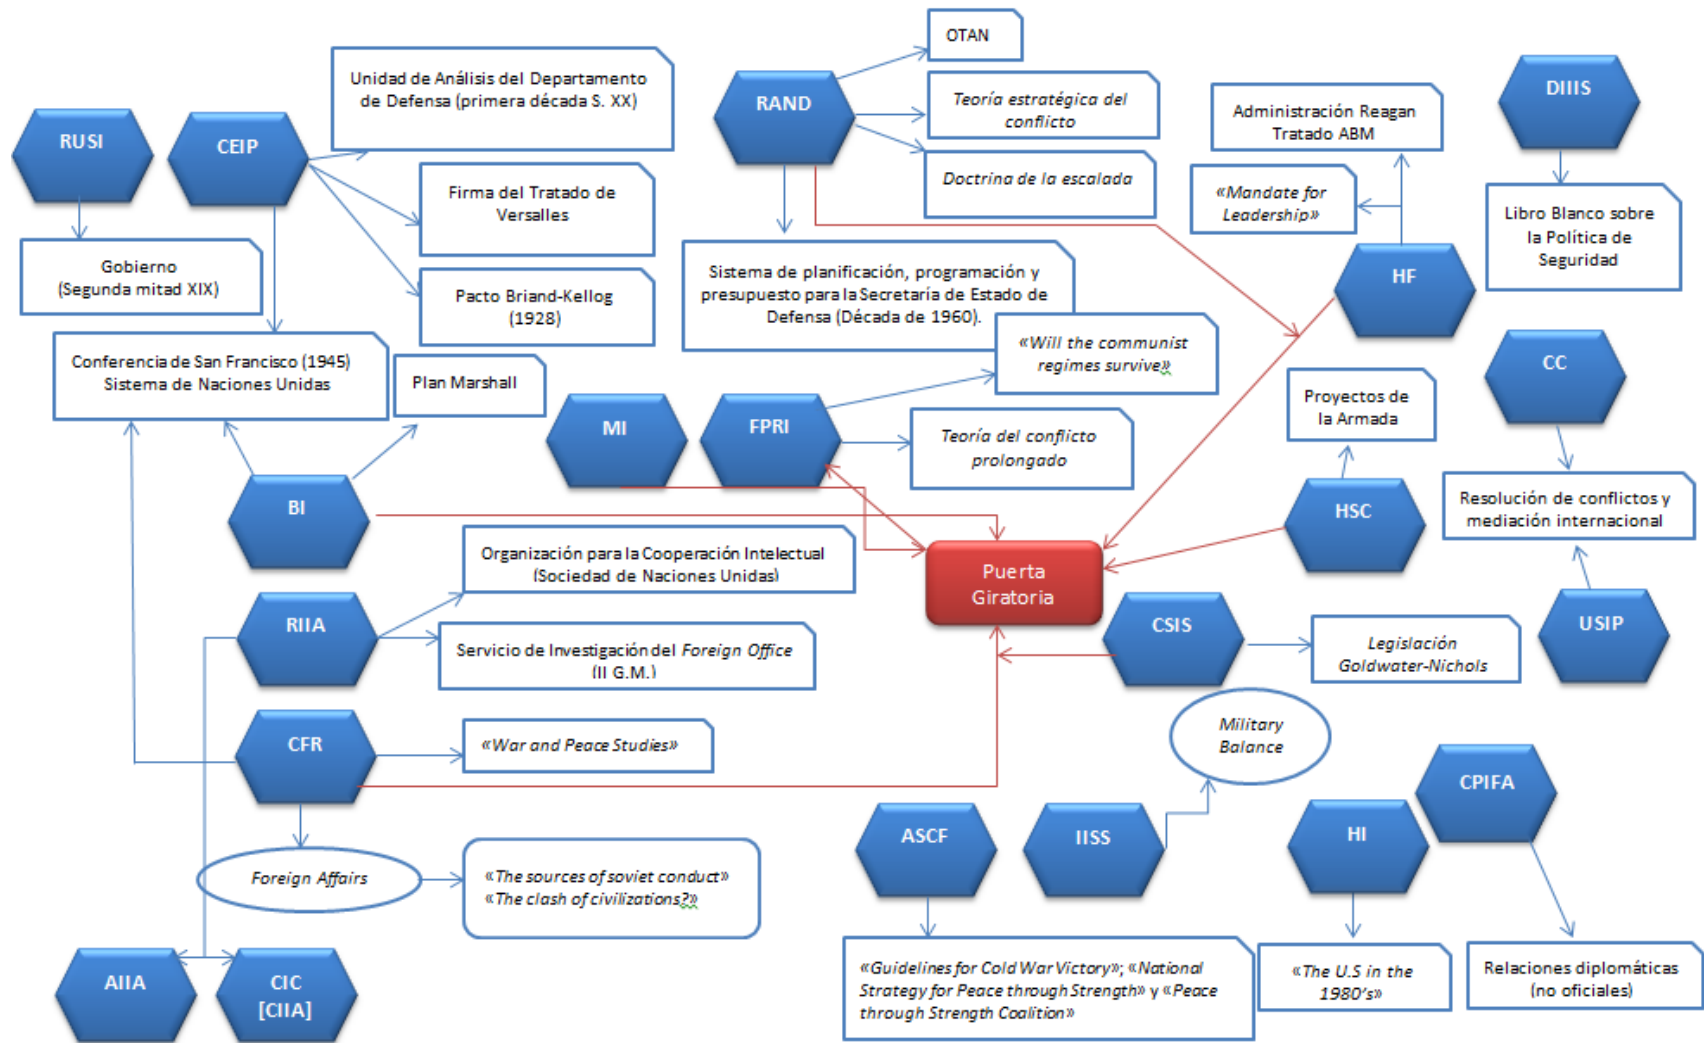 OTAN
Unidad de Análisis del Departamento
de Defensa (primera década S. XX)
RAND
Teoría estratégica del
conflicto
Administración Reagan
Tratado ABM
DIIIS
RUSI
CEIP
Firma del Tratado de
Versalles
Doctrina de la escalada
«Mandate for
Leadership»
Libro Blanco sobre
la Política de
Seguridad
Gobierno
(Segunda mitad XIX)
Pacto Briand-Kellog
(1928)
Sistema de planificación, programación y
presupuesto para la Secretaría de Estado de
Defensa (Década de 1960).
HF
«Will the communist
regimes survive»
Conferencia de San Francisco (1945)
Sistema de Naciones Unidas
Plan Marshall
CC
MI
FPRI
Proyectos de
la Armada
Teoría del conflicto
prolongado
BI
HSC
Resolución de conflictos y
mediación internacional
Organización para la Cooperación Intelectual
(Sociedad de Naciones Unidas)
Puerta
Giratoria
RIIA
CSIS
USIP
Servicio de Investigación del Foreign Office
(II G.M.)
Legislación
Goldwater-Nichols
CFR
«War and Peace Studies»
Military
Balance
CPIFA
ASCF
IISS
HI
Foreign Affairs
«The sources of soviet conduct»
«The clash of civilizations?»
AIIA
CIC
[CIIA]
«Guidelines for Cold War Victory»; «National
Strategy for Peace through Strength» y «Peace
through Strength Coalition»
«The U.S in the
1980's»
Relaciones diplomáticas
(no oficiales)